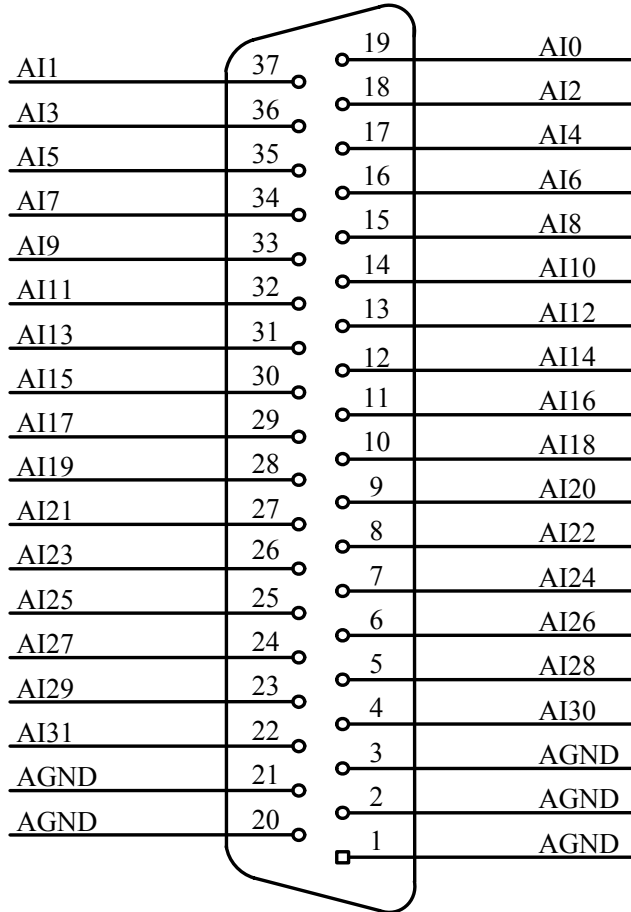 19 AI0
AI1 37
18 AI2
AI3 36
17 AI4
AI5 35
16 AI6
AI7 34
15 AI8
AI9 33
14 AI10
AI11 32
13 AI12
AI13 31
12 AI14
AI15 30
11 AI16
AI17 29
10 AI18
AI19 28
9 AI20
AI21 27
8 AI22
AI23 26
7 AI24
AI25 25
6 AI26
AI27 24
5 AI28
AI29 23
4 AI30
AI31 22
3 AGND
AGND 21
2 AGND
AGND 20
1 AGND